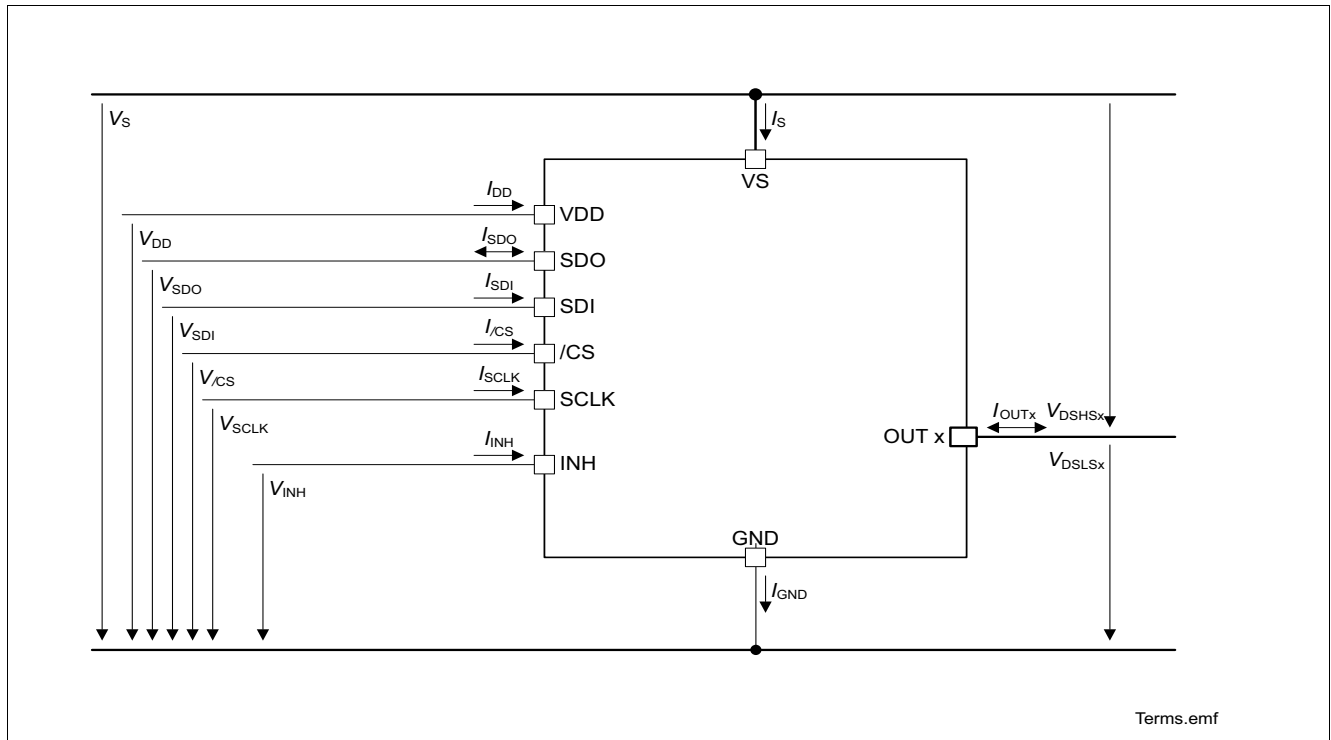 VS
IS
VS
IDD
VDD
VDD
ISDO
SDO
VSDO
ISDI
SDI
VSDI
I/CS
/CS
V/CS
ISCLK
SCLK
VSCLK
IOUTx
VDSHSx
OUT x
IINH
INH
VDSLSx
VINH
GND
IGND
Terms.emf